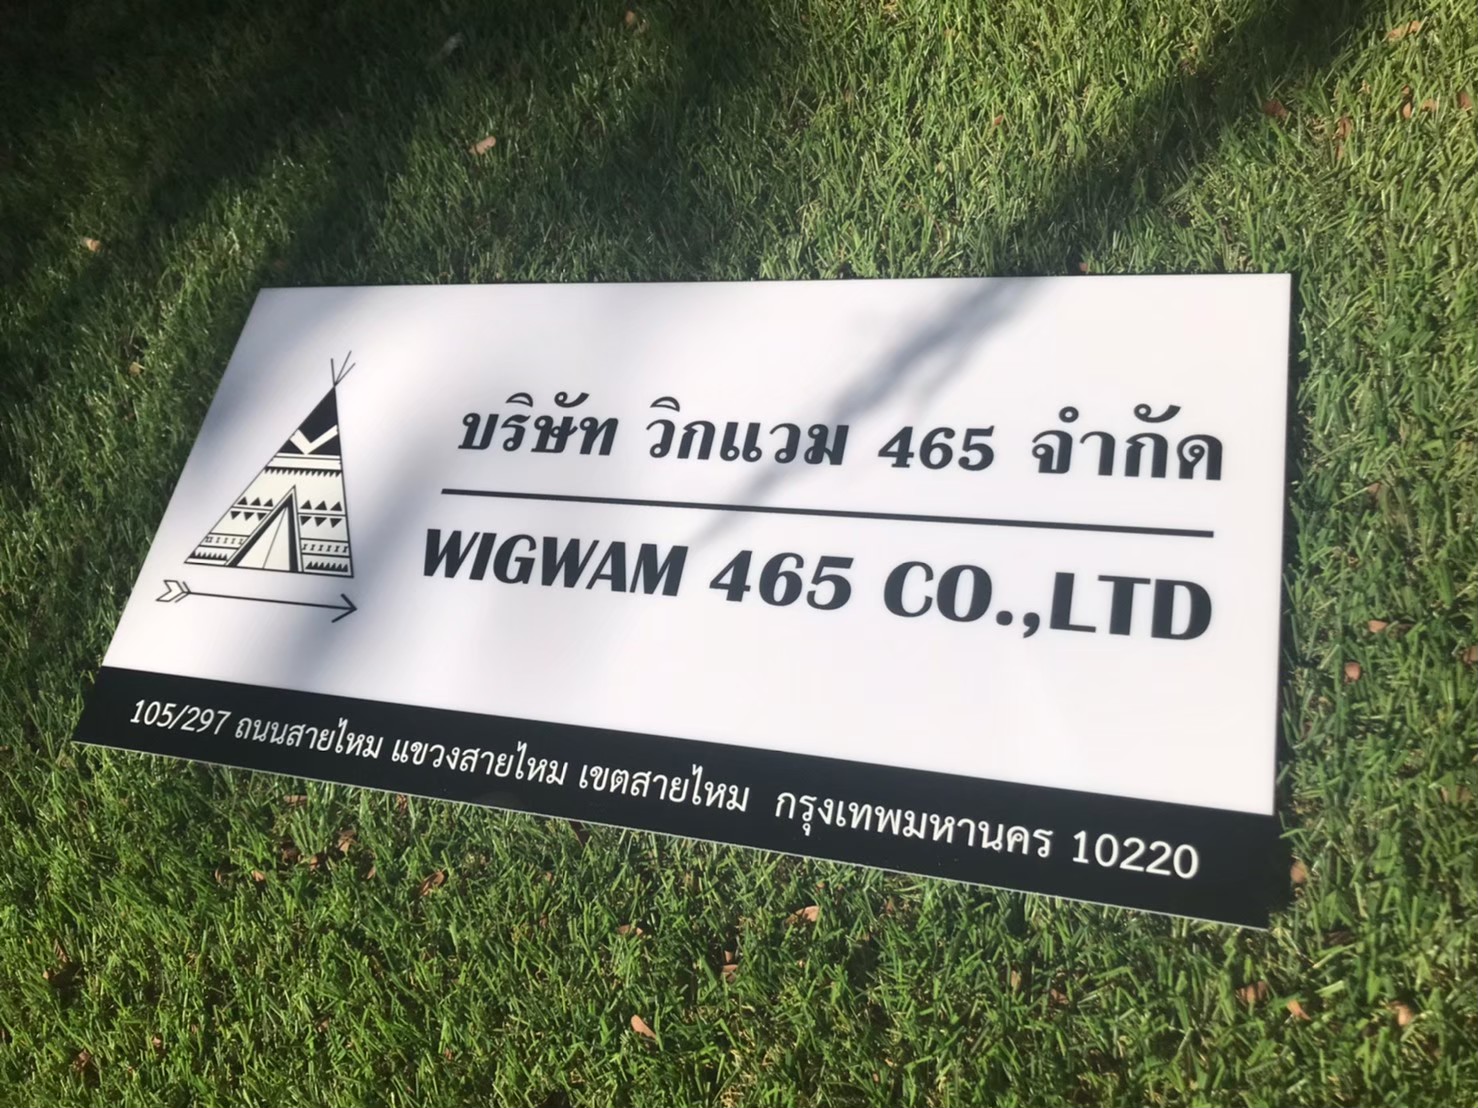 บริษัท วิกแวม 465 จำกัด
WIGWAM 465 CO.,LTD
105/297 ถนนสายไหม แขวงสายไหม เขตสายไหม กรุงเทพมหานคร 10220